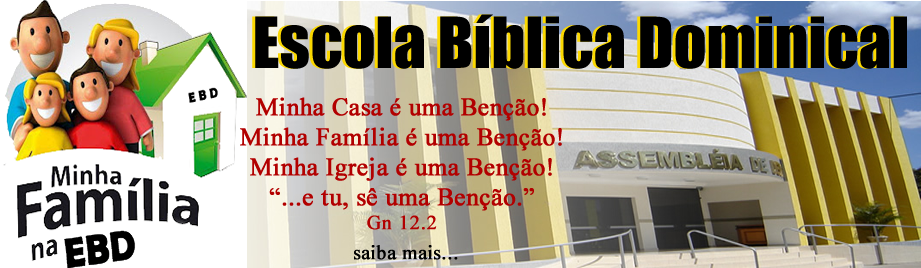 EBD
Minha
Família
na EBD
Escola Bíblica Dominical
Minha Casa é uma Benção!
Minha Família é uma Benção!
Minha Igreja é uma Benção!
“...e tu, sê uma Benção.”
Gn 12.2
saiba mais...
ASSEMBLÉIA DE